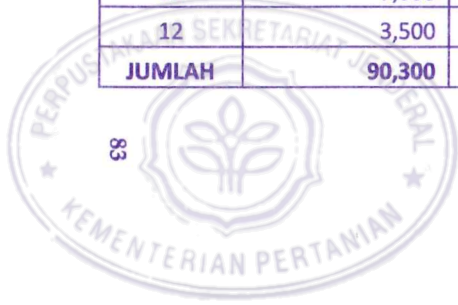 12 3,500
JUMLAH 90,300
83
PERPUSTAKAAN SEKRETARIAT JENDERAL
KEMENTERIAN PERTANIAN